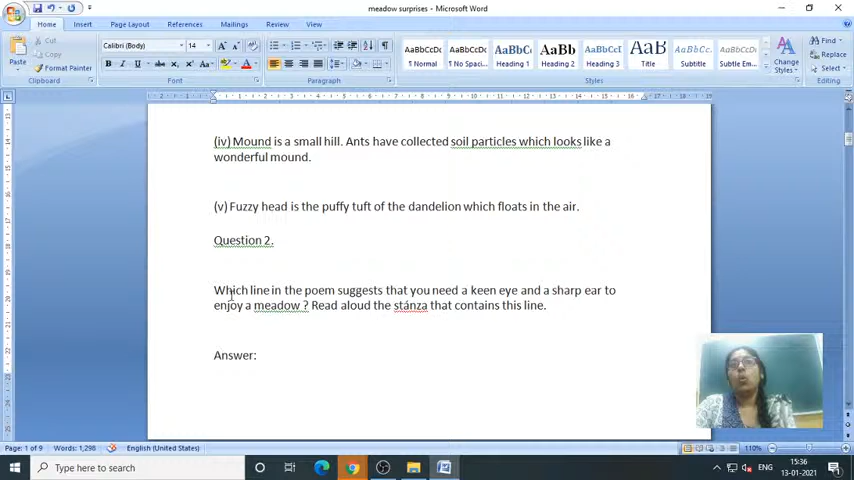 meadow surprises - Microsoft Word
Home Insert Page Layout References Mailings Review View
Paste
Cut
Copy
Format Painter
Clipboard
Calibri (Body) 14
Font
Paragraph
AaBbCcDc AaBbCcDc AaBbC AaBb AaBbCc AaB AaBbCcL AaBbCcDc
¶ Normal ¶ No Spaci... Heading 1 Heading 2 Heading 3 Title Subtitle Subtle Em...
Styles
Change
Styles
Find
Replace
Select
Editing
(iv) Mound is a small hill. Ants have collected soil particles which looks like a
wonderful mound.
(v) Fuzzy head is the puffy tuft of the dandelion which floats in the air.
Question 2.
Which line in the poem suggests that you need a keen eye and a sharp ear to
enjoy a meadow ? Read aloud the stánza that contains this line.
Answer:
Page: 1 of 9 Words: 1,298 English (United States) 110%
Type here to search
ENG
15:36
13-01-2021